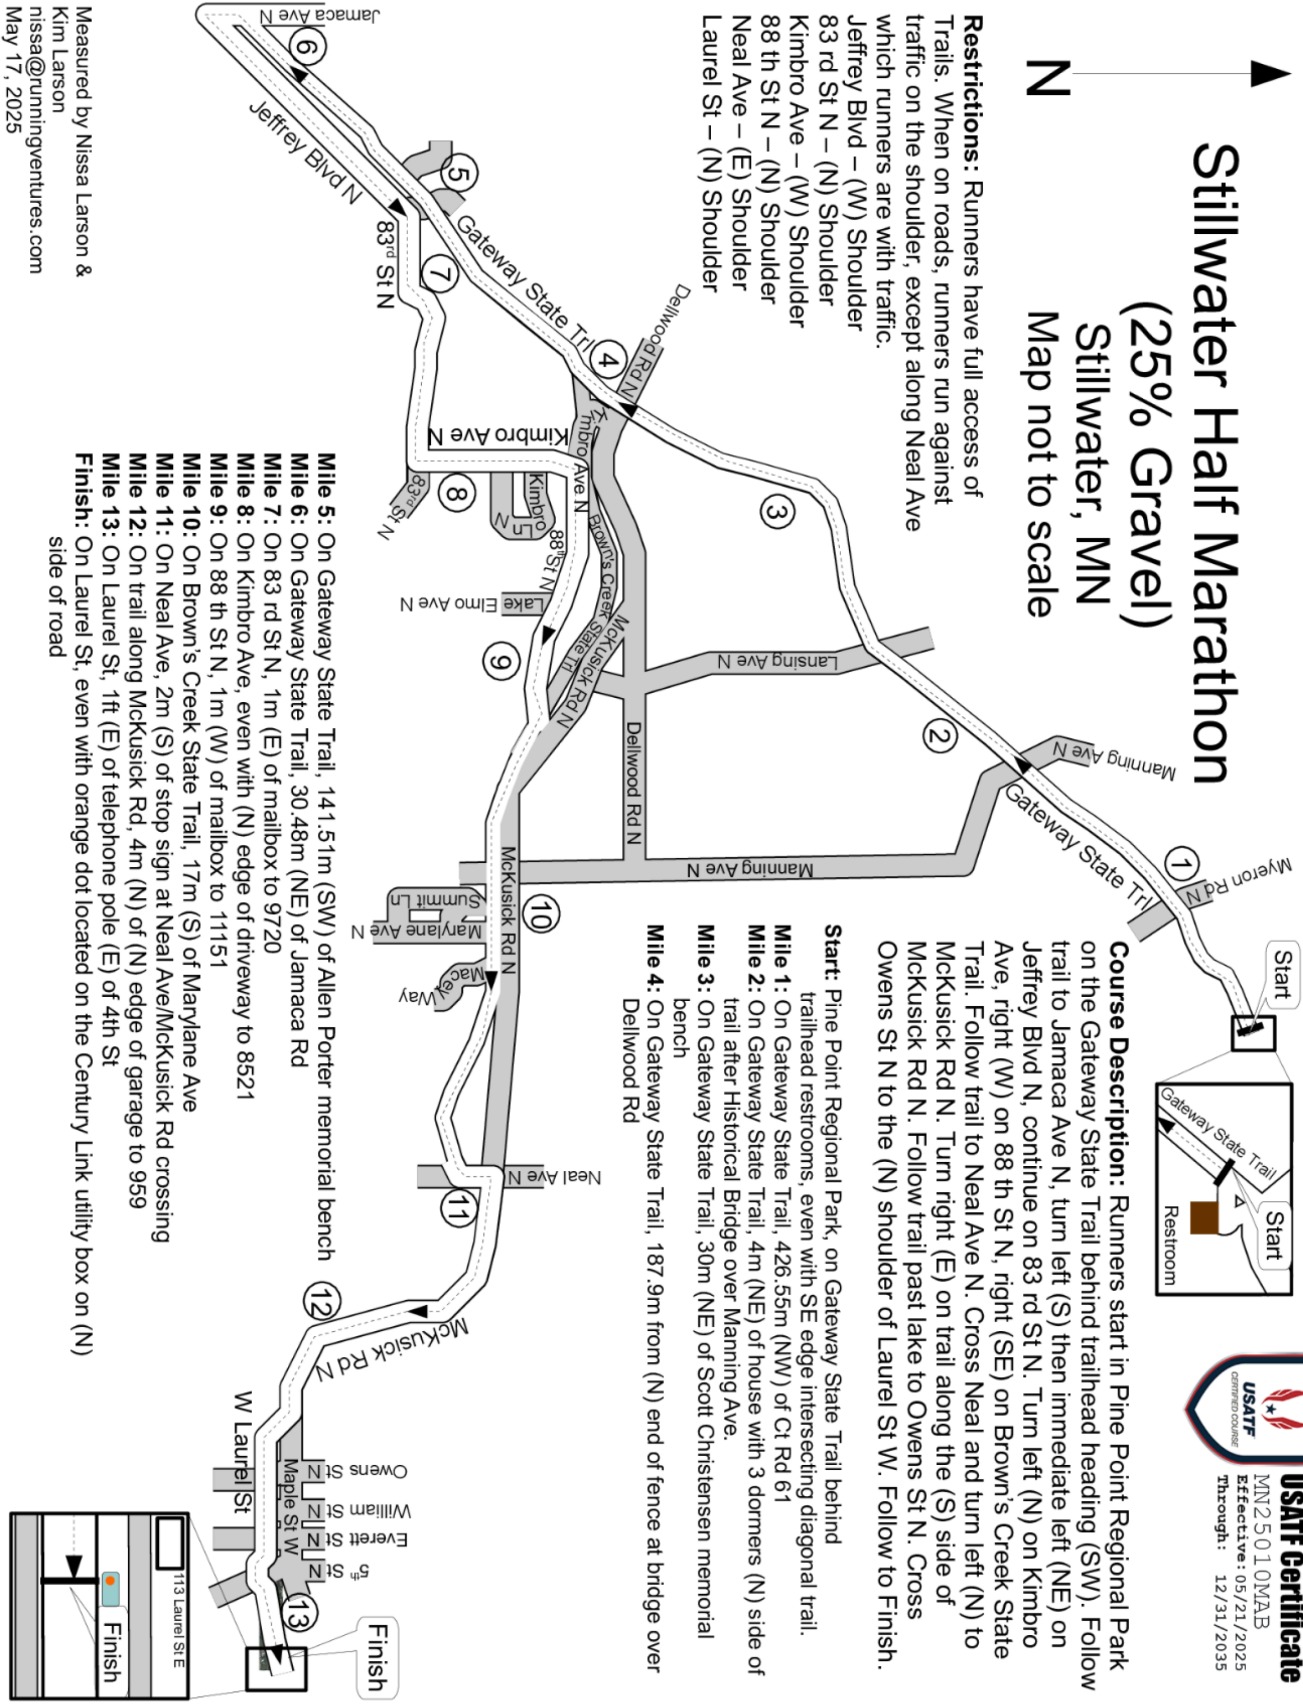 Stillwater Half Marathon
(25% Gravel)
Stillwater, MN
Map not to scale
N
USATF Certificate
MN25010MAB
Effective: 05/21/2025
Through: 12/31/2035
USATF
CERTIFIED COURSE
Restrictions: Runners have full access of
Trails. When on roads, runners run against
traffic on the shoulder, except along Neal Ave
which runners are with traffic.
Jeffrey Blvd – (W) Shoulder
83 rd St N – (N) Shoulder
Kimbro Ave – (W) Shoulder
88 th St N – (N) Shoulder
Neal Ave – (E) Shoulder
Laurel St – (N) Shoulder
Course Description: Runners start in Pine Point Regional Park
on the Gateway State Trail behind trailhead heading (SW). Follow
trail to Jamaca Ave N, turn left (S) then immediate left (NE) on
Jeffrey Blvd N, continue on 83 rd St N. Turn left (N) on Kimbro
Ave, right (W) on 88 th St N, right (SE) on Brown's Creek State
Trail. Follow trail to Neal Ave N. Cross Neal and turn left (N) to
McKusick Rd N. Turn right (E) on trail along the (S) side of
McKusick Rd N. Follow trail past lake to Owens St N. Cross
Owens St N to the (N) shoulder of Laurel St W. Follow to Finish.
Start: Pine Point Regional Park, on Gateway State Trail behind
trailhead restrooms, even with SE edge intersecting diagonal trail.
Mile 1: On Gateway State Trail, 426.55m (NW) of Ct Rd 61
Mile 2: On Gateway State Trail, 4m (NE) of house with 3 dormers (N) side of
trail after Historical Bridge over Manning Ave.
Mile 3: On Gateway State Trail, 30m (NE) of Scott Christensen memorial
bench
Mile 4: On Gateway State Trail, 187.9m from (N) end of fence at bridge over
Dellwood Rd
Mile 5: On Gateway State Trail, 141.51m (SW) of Allen Porter memorial bench
Mile 6: On Gateway State Trail, 30.48m (NE) of Jamaca Rd
Mile 7: On 83 rd St N, 1m (E) of mailbox to 9720
Mile 8: On Kimbro Ave, even with (N) edge of driveway to 8521
Mile 9: On 88 th St N, 1m (W) of mailbox to 11151
Mile 10: On Brown's Creek State Trail, 17m (S) of Marylane Ave
Mile 11: On Neal Ave, 2m (S) of stop sign at Neal Ave/McKusick Rd crossing
Mile 12: On trail along McKusick Rd, 4m (N) of (N) edge of garage to 959
Mile 13: On Laurel St, 1ft (E) of telephone pole (E) of 4th St
Finish: On Laurel St, even with orange dot located on the Century Link utility box on (N)
side of road
Measured by Nissa Larson &
Kim Larson
nissa@runningventures.com
May 17, 2025
Start
Gateway State Trail
Start
Restroom
Myeron Rd N
1
Gateway State Trl
Manning Ave N
2
Lansing Ave N
3
Manning Ave N
Dellwood Rd N
Dellwood Rd N
4
Gateway State Trl
5
6
Jamaca Ave N
Jeffrey Blvd N
83rd St N
7
Kimbro Ave N
Kimbro Ave N
83rd St N
8
Kimbro
Ln N
88th St N
Brown's Creek State Trl
Lake Elmo Ave N
9
McKusick Rd N
McKusick Rd N
10
Summit Ln
Marylane Ave N
Macey Way
Neal Ave N
11
McKusick Rd N
12
W Laurel St
Maple St W
Owens St N
William St N
Everett St N
5th St N
13
Finish
113 Laurel St E
Finish